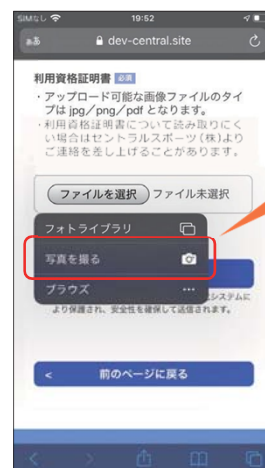 SIMなし 19:52
ぁあ dev-central.site
利用資格証明書 必須
・アップロード可能な画像ファイルのタイ
プは jpg/png/pdf となります。
・利用資格証明書について読み取りにく
い場合はセントラルスポーツ(株)より
ご連絡を差し上げることがあります。
ファイルを選択 ファイル未選択
フォトライブラリ
写真を撮る
ブラウズ
システムに
より保護され、安全性を確保して送信されます。
< 前のページに戻る